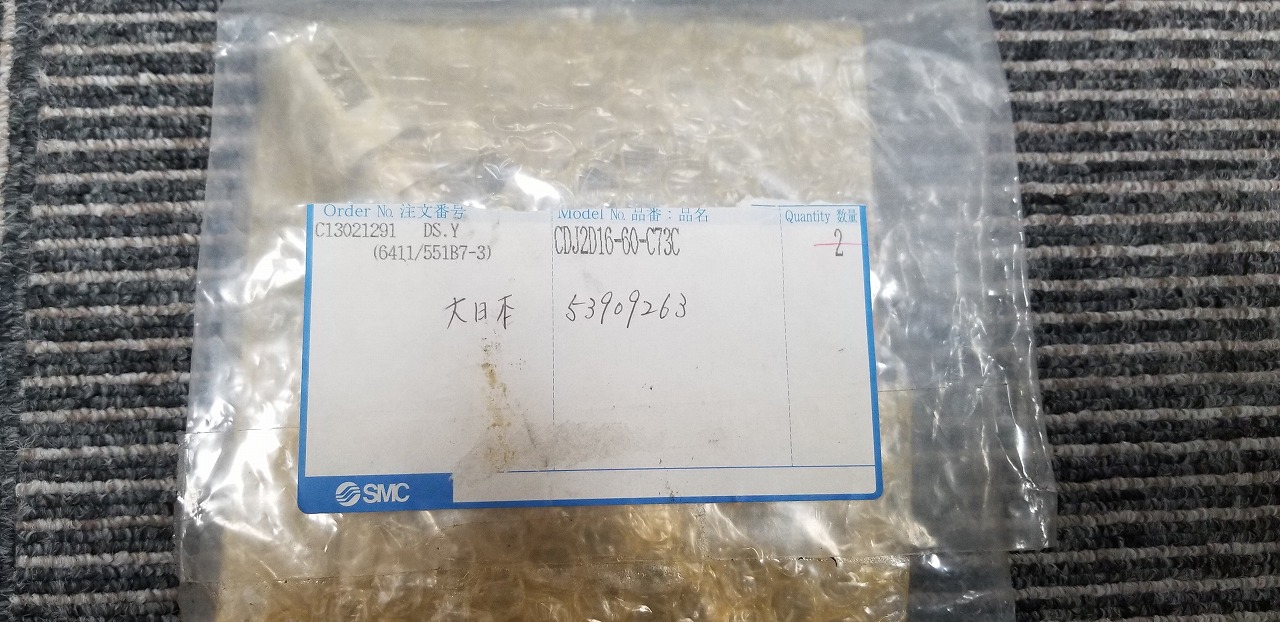 Order No. 注文番号 Model No. 品番:品名 Quantity 数量
C13021291 DS.Y CDJ2D16-60-C73C 2
(6411/551B7-3)
大日本 53909263
SMC